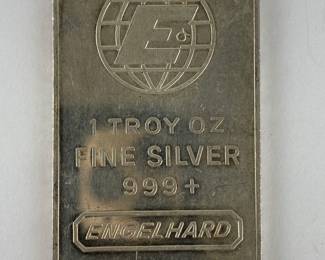 E
1 TROY OZ
FINE SILVER
999+
ENGELHARD